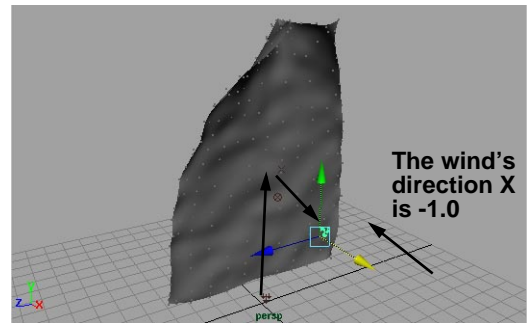 The wind's
direction X
is -1.0
Y
Z X
persp